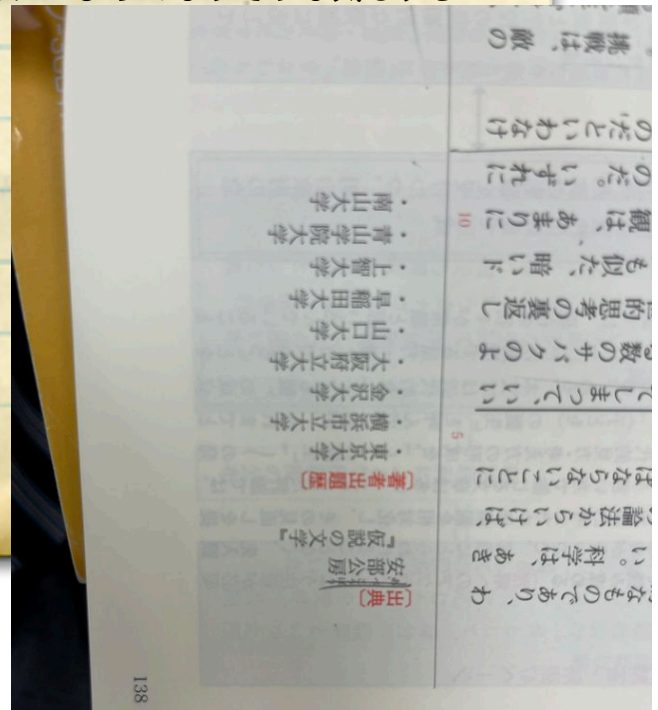 なものであり、わ
い。科学は、あき
論法からいけば、
はならないことに
5
てしまって、いい
数のサバクのよ
的思考の裏返し
も似た、暗いド
観は、あまりに
10
のだ。いずれに
のだといわなけ
。挑戦は、敵の
〔出典〕
安部公房
『仮説の文学』
〔著者出題歴〕
・東京大学
・横浜市立大学
・金沢大学
・大阪府立大学
・山口大学
・早稲田大学
・上智大学
・青山学院大学
・南山大学
138